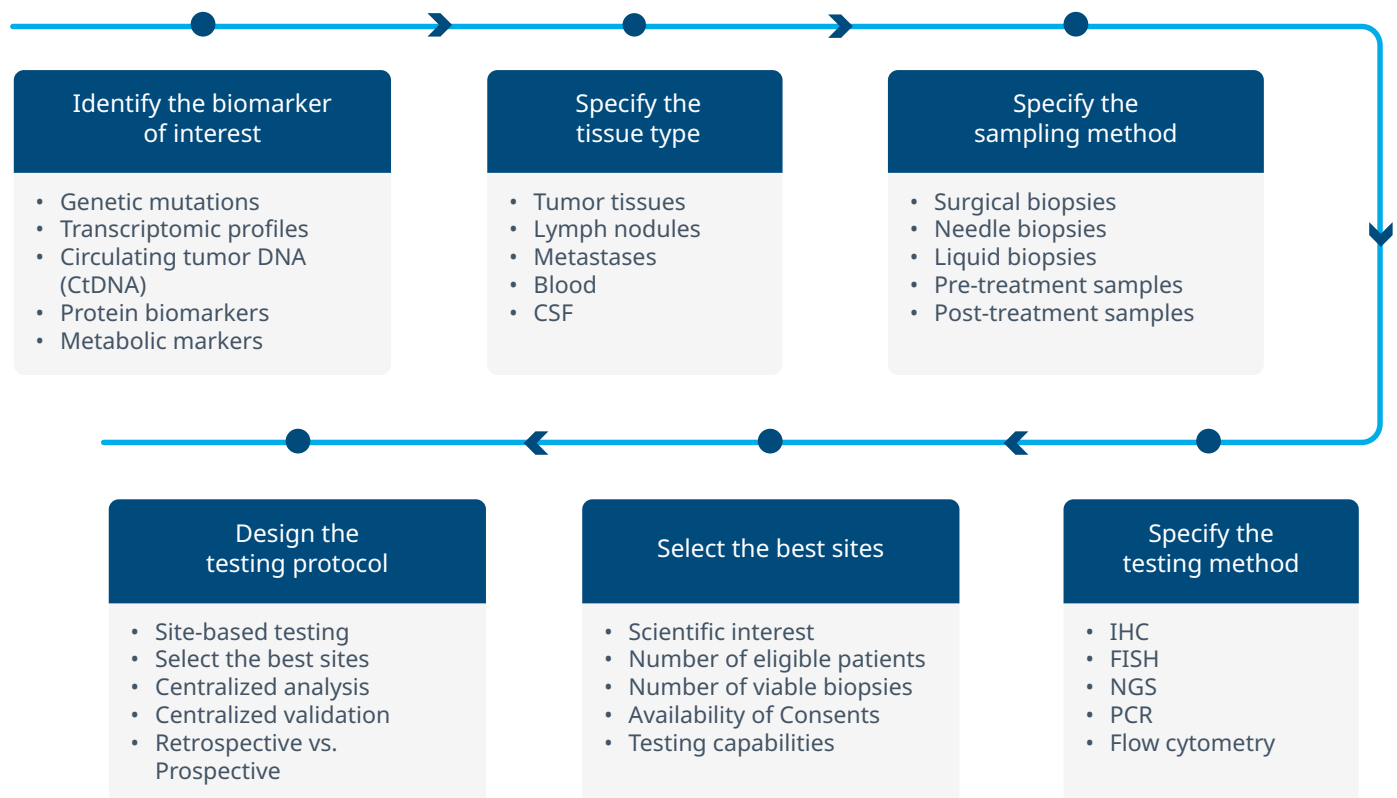 Identify the biomarker
of interest
• Genetic mutations
• Transcriptomic profiles
• Circulating tumor DNA
(CtDNA)
• Protein biomarkers
• Metabolic markers
Specify the
tissue type
• Tumor tissues
• Lymph nodules
• Metastases
• Blood
• CSF
Specify the
sampling method
• Surgical biopsies
• Needle biopsies
• Liquid biopsies
• Pre-treatment samples
• Post-treatment samples
Specify the
testing method
• IHC
• FISH
• NGS
• PCR
• Flow cytometry
Select the best sites
• Scientific interest
• Number of eligible patients
• Number of viable biopsies
• Availability of Consents
• Testing capabilities
Design the
testing protocol
• Site-based testing
• Select the best sites
• Centralized analysis
• Centralized validation
• Retrospective vs.
Prospective